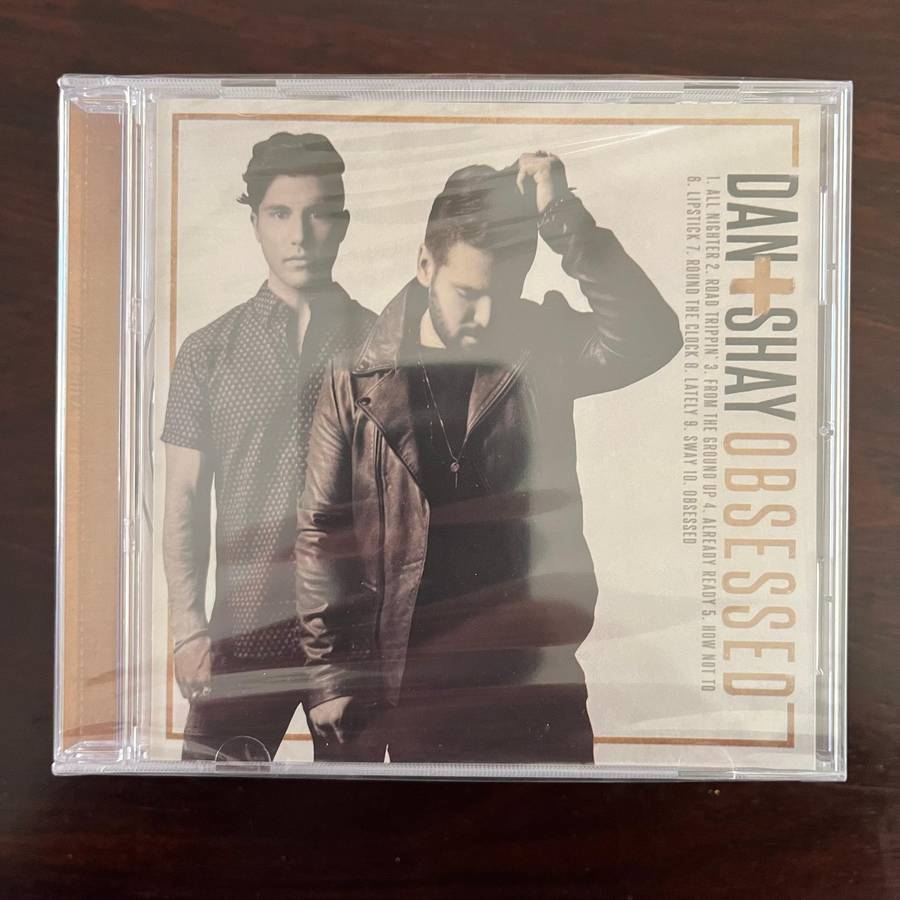 DAN+SHAY OBSESSED
1. ALL NIGHTER 2. ROAD TRIPPIN' 3. FROM THE GROUND UP 4. ALREADY READY 5. HOW NOT TO
6. LIPSTICK 7. ROUND THE CLOCK 8. LATELY 9. SWAY 10. OBSESSED